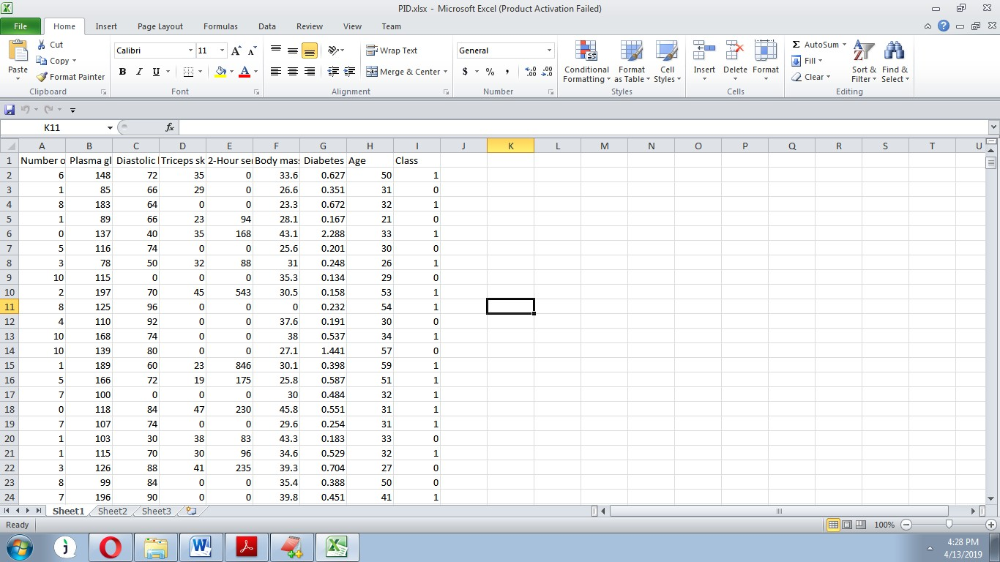 PID.xlsx - Microsoft Excel (Product Activation Failed)
File Home Insert Page Layout Formulas Data Review View Team
Cut Calibri 11 A A Wrap Text General AutoSum
Paste Copy Format Painter B I U Merge & Center $ % , .00 .0 Conditional Formatting Format as Table Cell Styles Insert Delete Format Fill Clear Sort & Filter Find & Select
Clipboard Font Alignment Number Styles Cells Editing
K11 fx
A B C D E F G H I J K L M N O P Q R S T U
1 Number o Plasma gl Diastolic Triceps sk 2-Hour ser Body mass Diabetes Age Class
2 6 148 72 35 0 33.6 0.627 50 1
3 1 85 66 29 0 26.6 0.351 31 0
4 8 183 64 0 0 23.3 0.672 32 1
5 1 89 66 23 94 28.1 0.167 21 0
6 0 137 40 35 168 43.1 2.288 33 1
7 5 116 74 0 0 25.6 0.201 30 0
8 3 78 50 32 88 31 0.248 26 1
9 10 115 0 0 0 35.3 0.134 29 0
10 2 197 70 45 543 30.5 0.158 53 1
11 8 125 96 0 0 0 0.232 54 1
12 4 110 92 0 0 37.6 0.191 30 0
13 10 168 74 0 0 38 0.537 34 1
14 10 139 80 0 0 27.1 1.441 57 0
15 1 189 60 23 846 30.1 0.398 59 1
16 5 166 72 19 175 25.8 0.587 51 1
17 7 100 0 0 0 30 0.484 32 1
18 0 118 84 47 230 45.8 0.551 31 1
19 7 107 74 0 0 29.6 0.254 31 1
20 1 103 30 38 83 43.3 0.183 33 0
21 1 115 70 30 96 34.6 0.529 32 1
22 3 126 88 41 235 39.3 0.704 27 0
23 8 99 84 0 0 35.4 0.388 50 0
24 7 196 90 0 0 39.8 0.451 41 1
Sheet1 Sheet2 Sheet3
Ready 100%
4:28 PM
4/13/2019